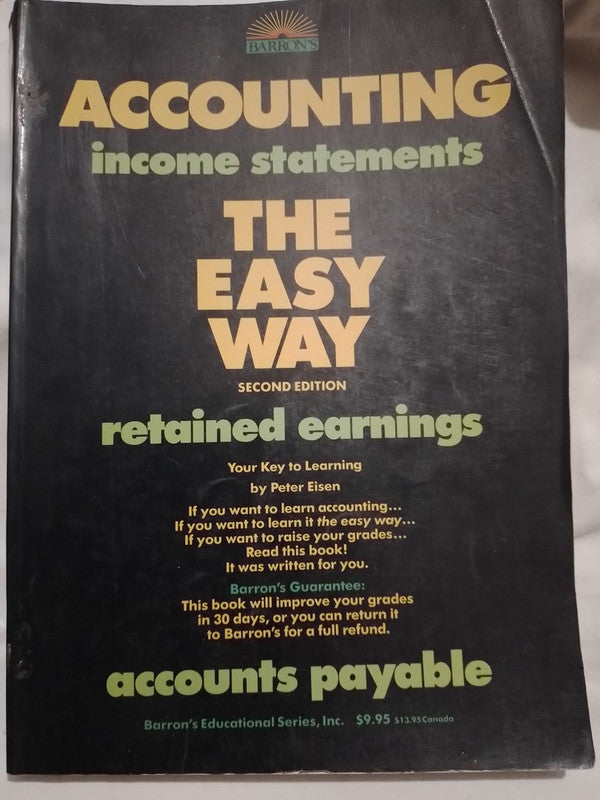 BARRON'S
ACCOUNTING
income statements
THE
EASY
WAY
SECOND EDITION
retained earnings
Your Key to Learning
by Peter Eisen
If you want to learn accounting...
If you want to learn it the easy way...
If you want to raise your grades...
Read this book!
It was written for you.
Barron's Guarantee:
This book will improve your grades
in 30 days, or you can return it
to Barron's for a full refund.
accounts payable
Barron's Educational Series, Inc. $9.95 $13.95 Canada